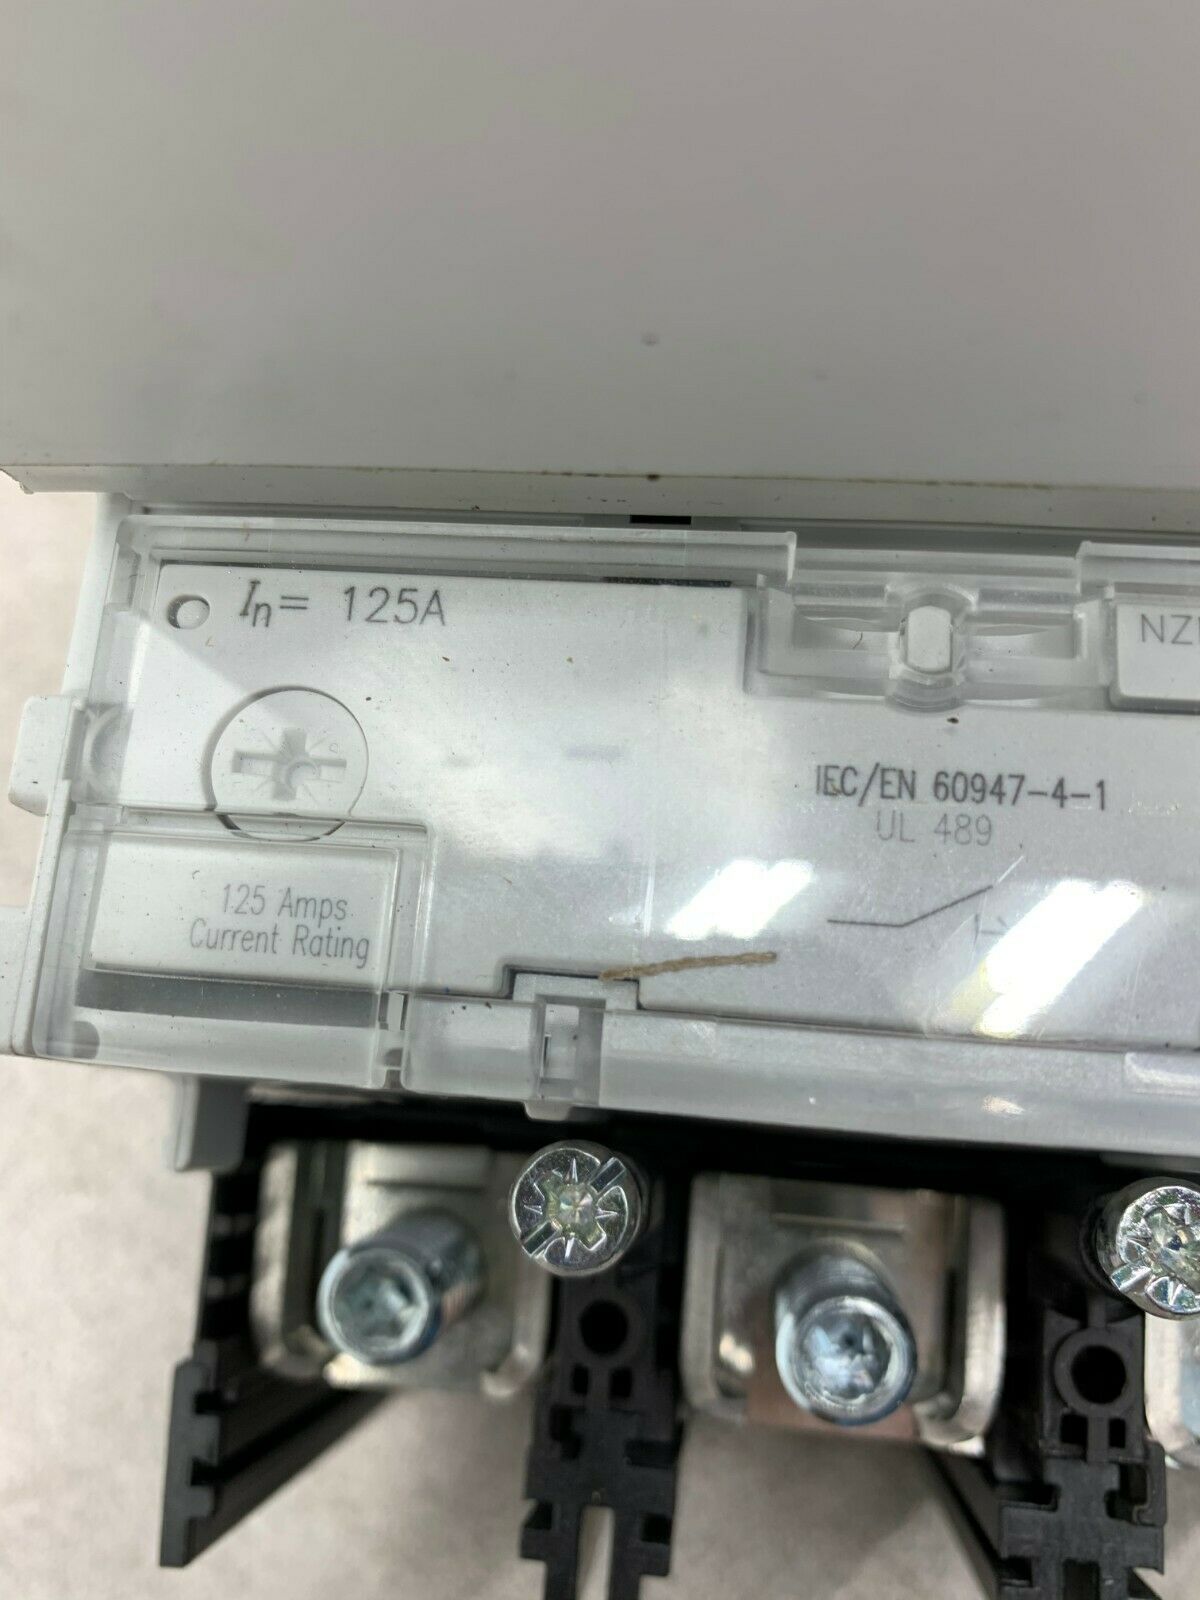 In= 125A
NZ
IEC/EN 60947-4-1
UL 489
125 Amps
Current Rating